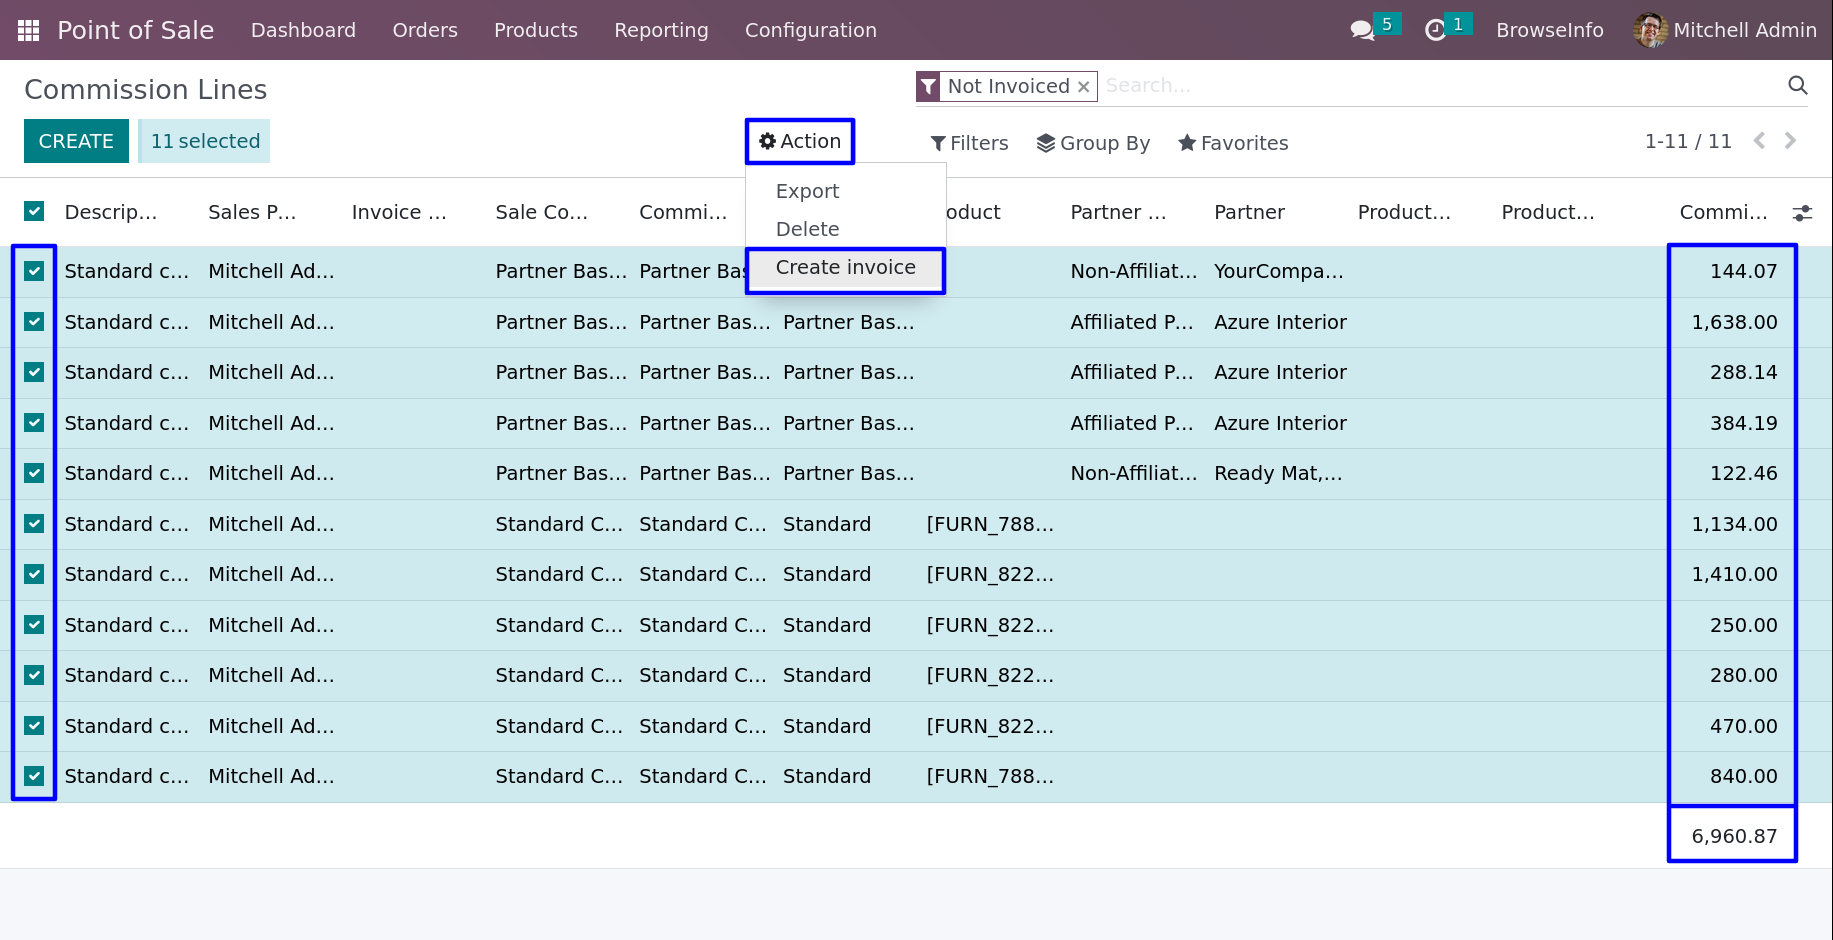 Point of Sale Dashboard Orders Products Reporting Configuration 5 1 BrowseInfo Mitchell Admin
Commission Lines Not Invoiced × Search...
CREATE 11 selected Action Filters Group By Favorites 1-11 / 11
Export
Delete
Create invoice
Descrip... Sales P... Invoice ... Sale Co... Commi... oduct Partner ... Partner Product... Product... Commi...
Standard c... Mitchell Ad... Partner Bas... Partner Bas Non-Affiliat... YourCompa... 144.07
Standard c... Mitchell Ad... Partner Bas... Partner Bas... Partner Bas... Affiliated P... Azure Interior 1,638.00
Standard c... Mitchell Ad... Partner Bas... Partner Bas... Partner Bas... Affiliated P... Azure Interior 288.14
Standard c... Mitchell Ad... Partner Bas... Partner Bas... Partner Bas... Affiliated P... Azure Interior 384.19
Standard c... Mitchell Ad... Partner Bas... Partner Bas... Partner Bas... Non-Affiliat... Ready Mat,... 122.46
Standard c... Mitchell Ad... Standard C... Standard C... Standard [FURN_788... 1,134.00
Standard c... Mitchell Ad... Standard C... Standard C... Standard [FURN_822... 1,410.00
Standard c... Mitchell Ad... Standard C... Standard C... Standard [FURN_822... 250.00
Standard c... Mitchell Ad... Standard C... Standard C... Standard [FURN_822... 280.00
Standard c... Mitchell Ad... Standard C... Standard C... Standard [FURN_822... 470.00
Standard c... Mitchell Ad... Standard C... Standard C... Standard [FURN_788... 840.00
6,960.87